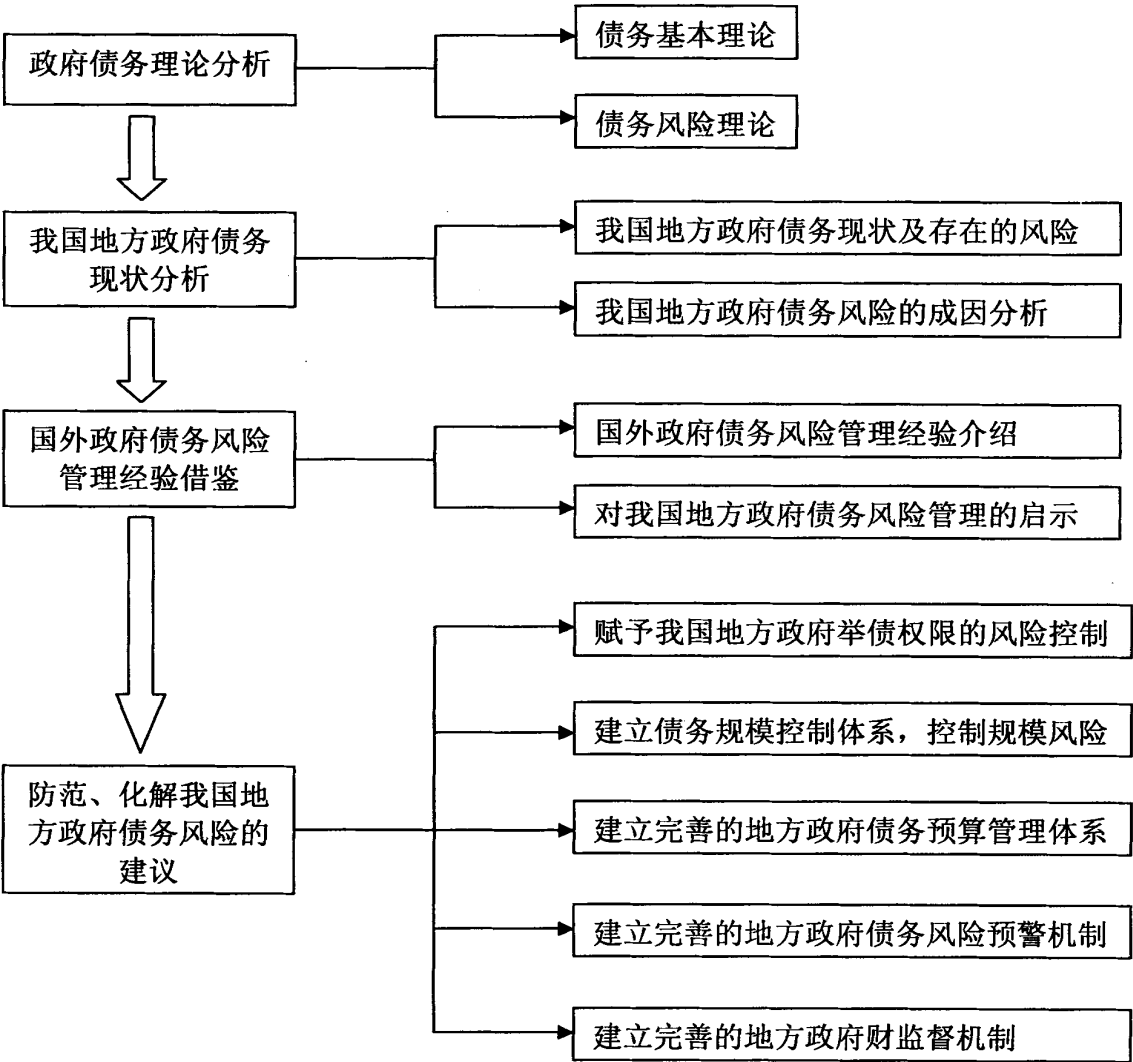 政府债务理论分析
债务基本理论
债务风险理论
我国地方政府债务
现状分析
我国地方政府债务现状及存在的风险
我国地方政府债务风险的成因分析
国外政府债务风险
管理经验借鉴
国外政府债务风险管理经验介绍
对我国地方政府债务风险管理的启示
防范、化解我国地
方政府债务风险的
建议
赋予我国地方政府举债权限的风险控制
建立债务规模控制体系，控制规模风险
建立完善的地方政府债务预算管理体系
建立完善的地方政府债务风险预警机制
建立完善的地方政府财监督机制